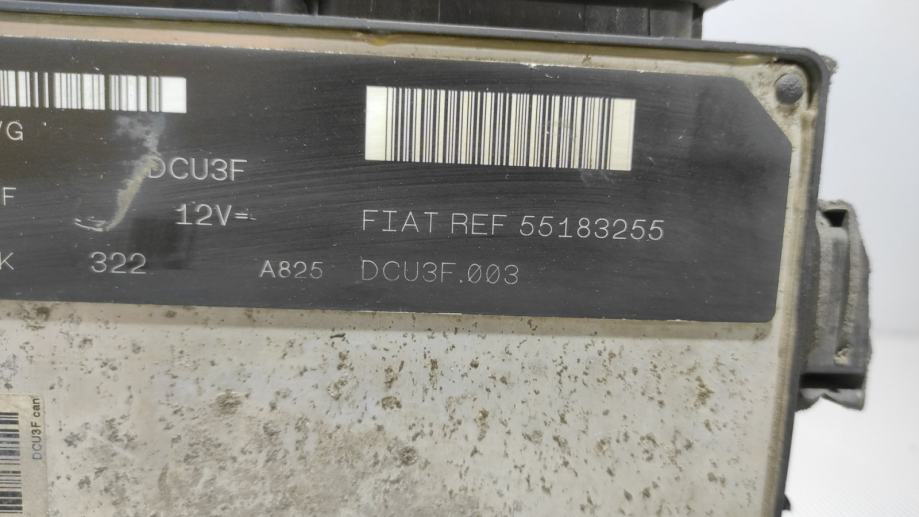 /G
DCU3F
F
12V=
FIAT REF 55183255
K 322 A825 DCU3F.003
DCU3F can